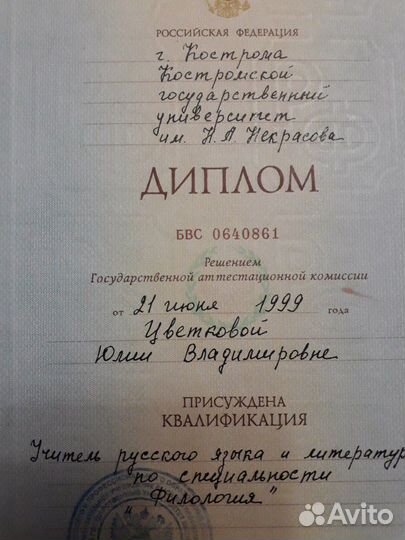 РОССИЙСКАЯ ФЕДЕРАЦИЯ
г. Кострома
Костромской
государственный
университет
им. Н.А. Некрасова
ДИПЛОМ
БВС 0640861
Решением
Государственной аттестационной комиссии
от 21 июня 1999 года
Цветковой
Юлии Владимировне
ПРИСУЖДЕНА
КВАЛИФИКАЦИЯ
Учитель русского языка и литератур
по специальности
"Филология"
Avito